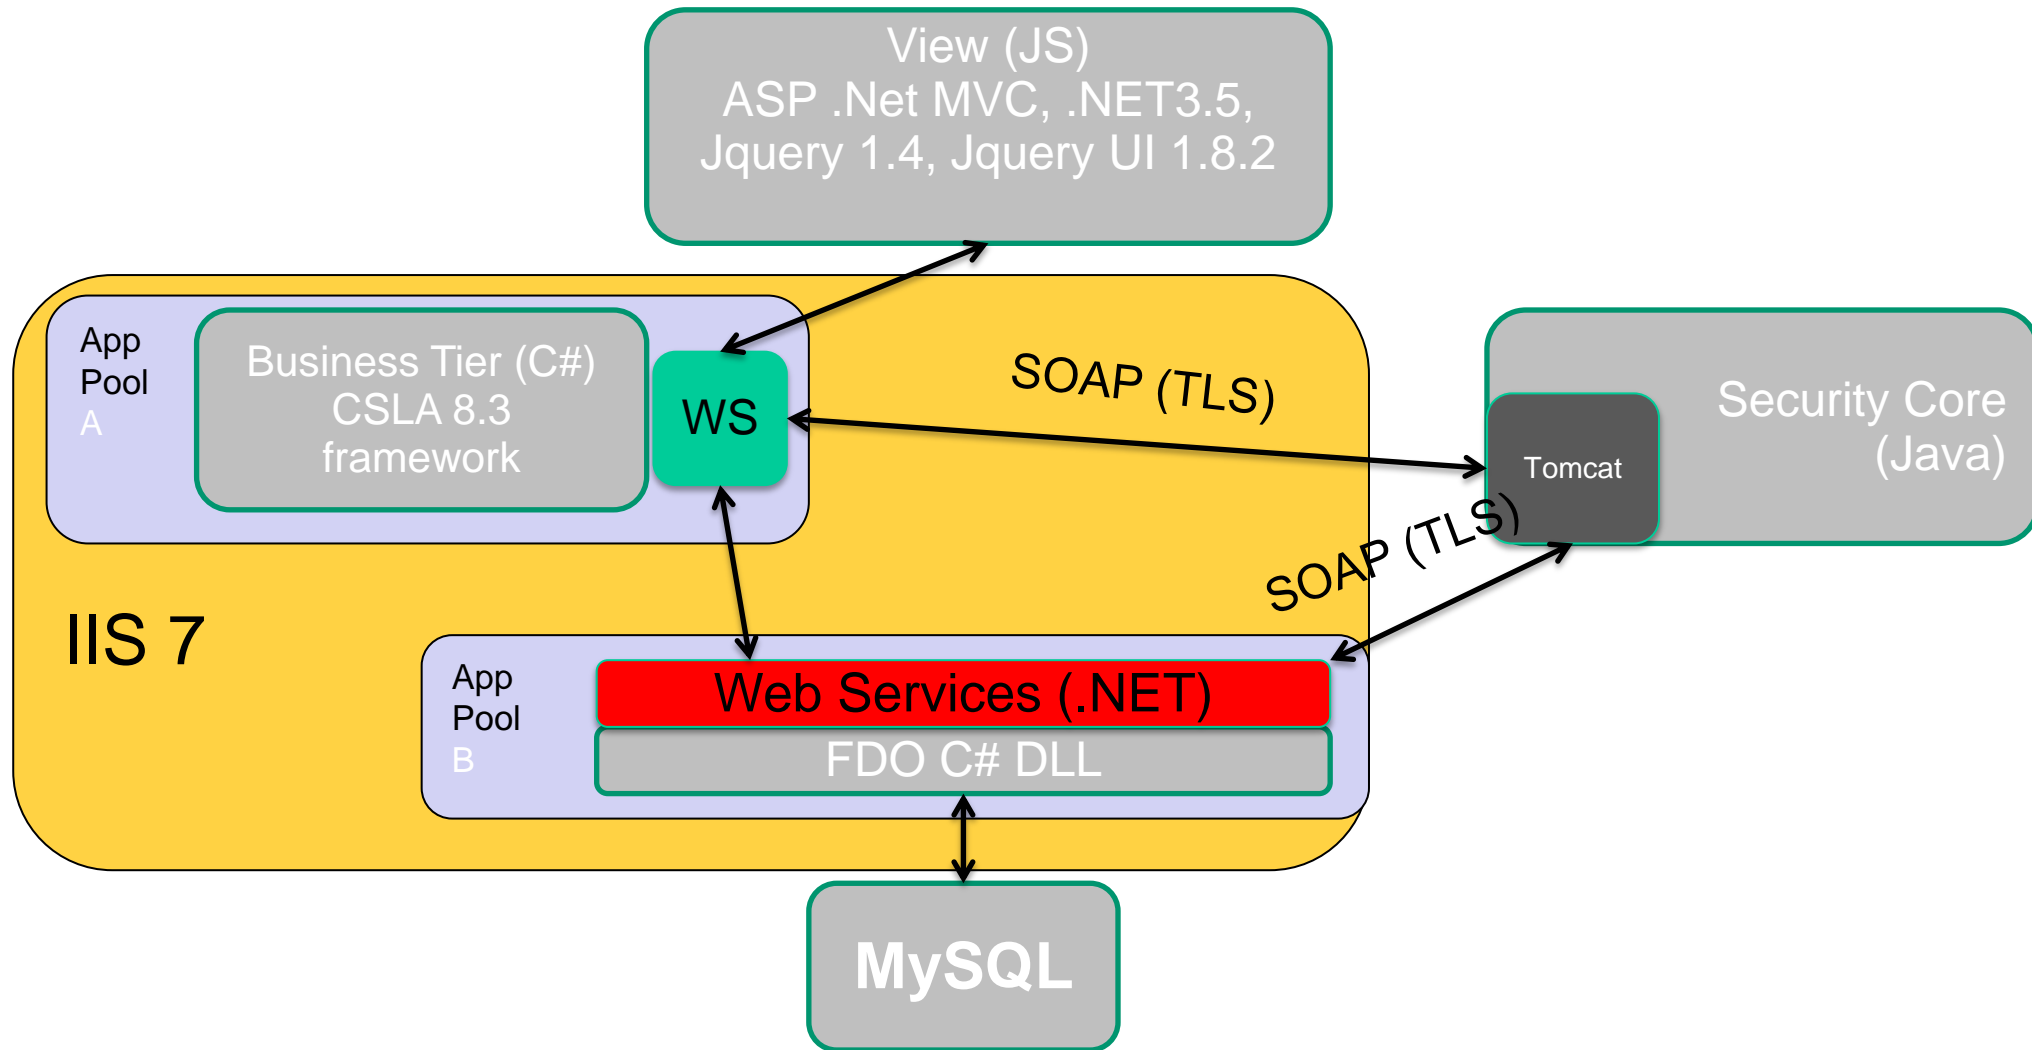 View (JS)
ASP .Net MVC, .NET3.5,
Jquery 1.4, Jquery UI 1.8.2
App
Pool
A
Business Tier (C#)
CSLA 8.3
framework
WS
SOAP (TLS)
Security Core
(Java)
Tomcat
SOAP (TLS)
IIS 7
App
Pool
B
Web Services (.NET)
FDO C# DLL
MySQL